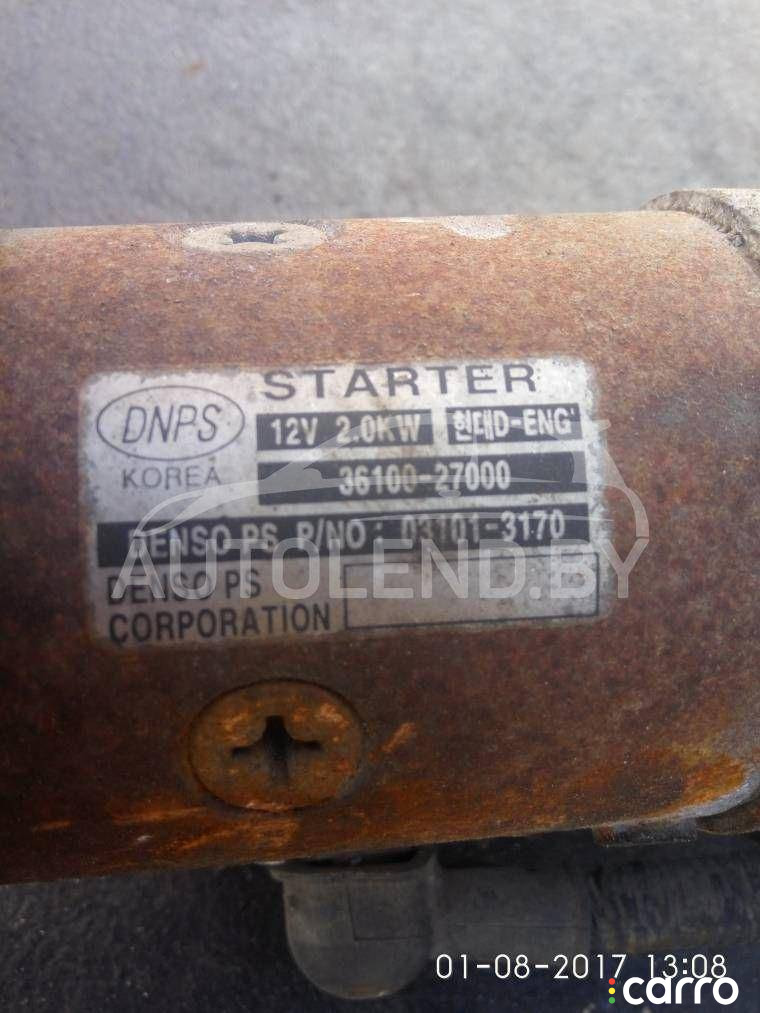 STARTER
DNPS
12V 2.0KW 현대D-ENG'
KOREA
36100-27000
DENSO PS P/NO : 03101-3170
AUTOLEND.BY
DENSO PS
CORPORATION
01-08-2017 13:08
carro